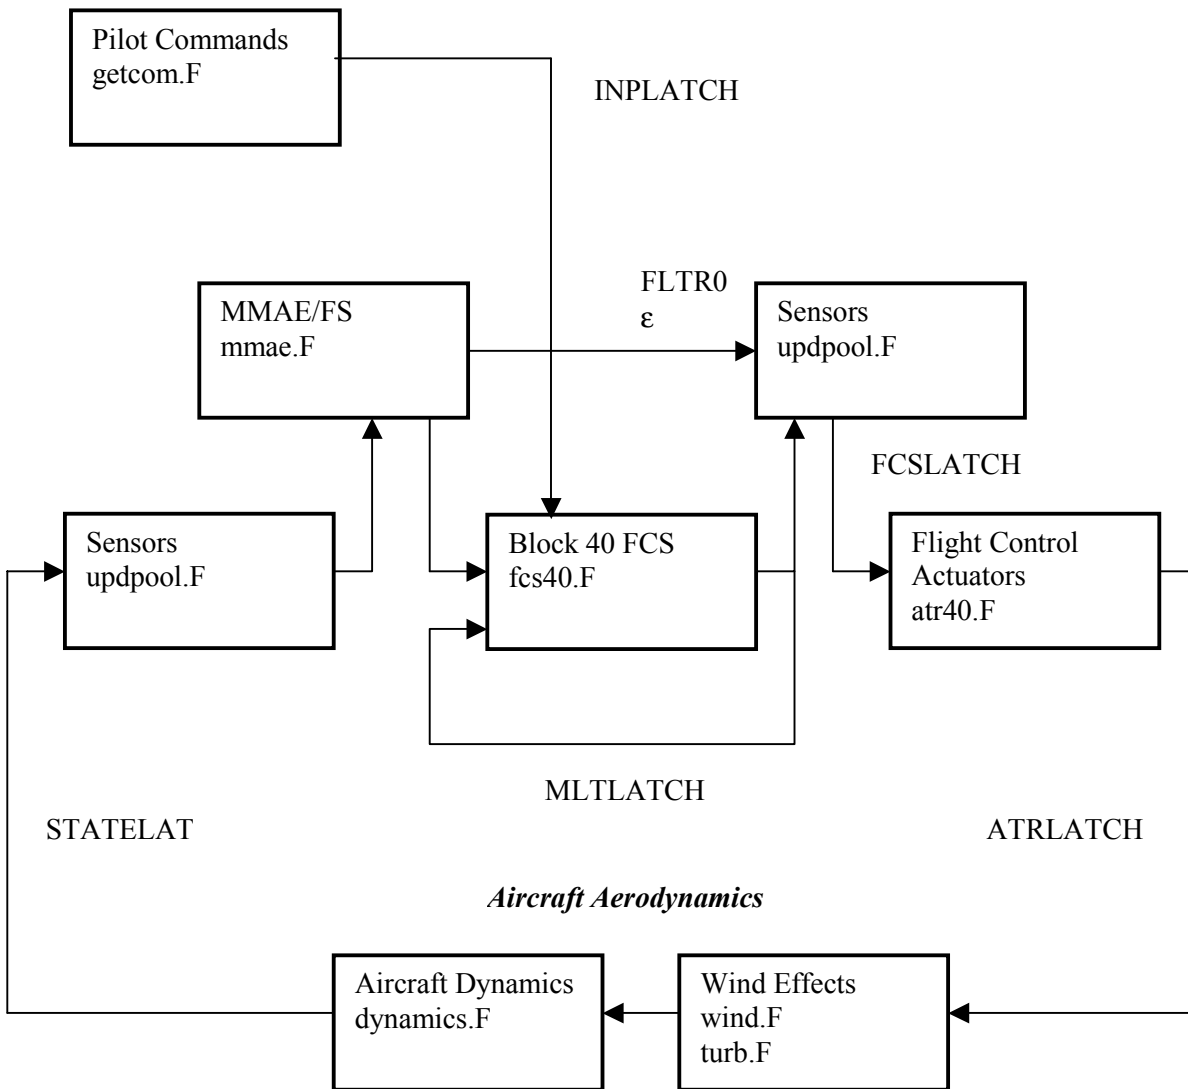 Pilot Commands
getcom.F
INPLATCH
MMAE/FS
mmae.F
FLTR0
ε
Sensors
updpool.F
FCSLATCH
Sensors
updpool.F
Block 40 FCS
fcs40.F
Flight Control
Actuators
atr40.F
MLTLATCH
STATELAT
ATRLATCH
Aircraft Aerodynamics
Aircraft Dynamics
dynamics.F
Wind Effects
wind.F
turb.F